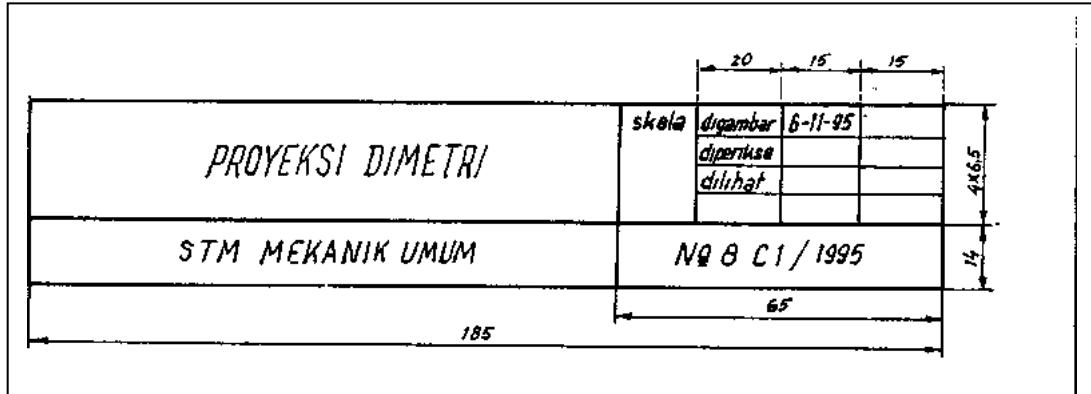 20 15 15
skala digambar 6-11-95
PROYEKSI DIMETRI
diperiksa
dilihat
4x6,5
STM MEKANIK UMUM Nº 8 C1 / 1995
14
65
185